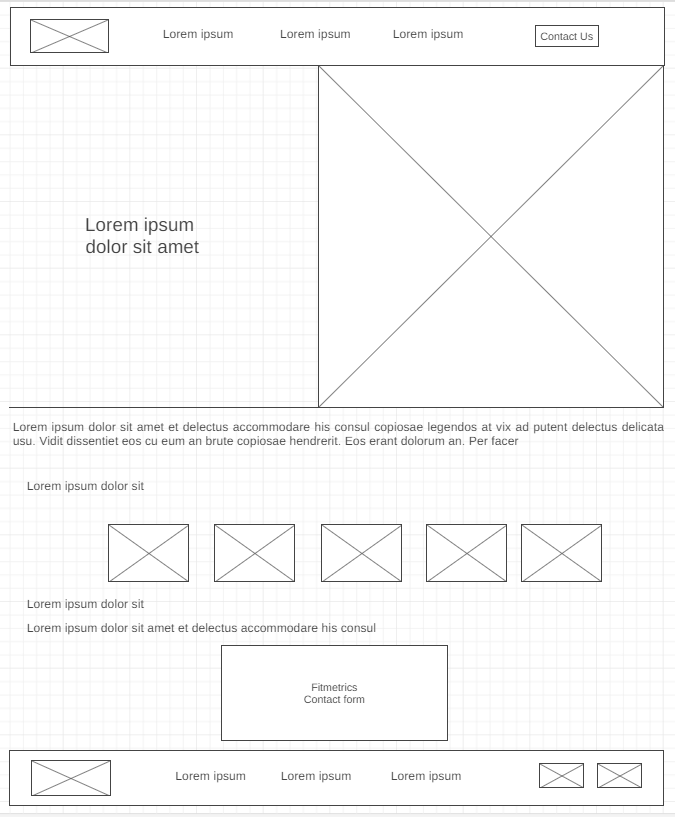 Lorem ipsum
Lorem ipsum
Lorem ipsum
Contact Us
Lorem ipsum
dolor sit amet
Lorem ipsum dolor sit amet et delectus accommodare his consul copiosae legendos at vix ad putent delectus delicata
usu. Vidit dissentiet eos cu eum an brute copiosae hendrerit. Eos erant dolorum an. Per facer
Lorem ipsum dolor sit
Lorem ipsum dolor sit
Lorem ipsum dolor sit amet et delectus accommodare his consul
Fitmetrics
Contact form
Lorem ipsum
Lorem ipsum
Lorem ipsum